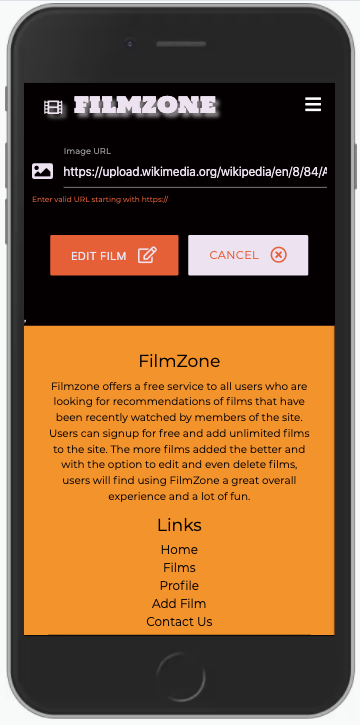 FILMZONE
Image URL
https://upload.wikimedia.org/wikipedia/en/8/84/A
Enter valid URL starting with https://
EDIT FILM
CANCEL
,
FilmZone
Filmzone offers a free service to all users who are
looking for recommendations of films that have
been recently watched by members of the site.
Users can signup for free and add unlimited films
to the site. The more films added the better and
with the option to edit and even delete films,
users will find using FilmZone a great overall
experience and a lot of fun.
Links
Home
Films
Profile
Add Film
Contact Us